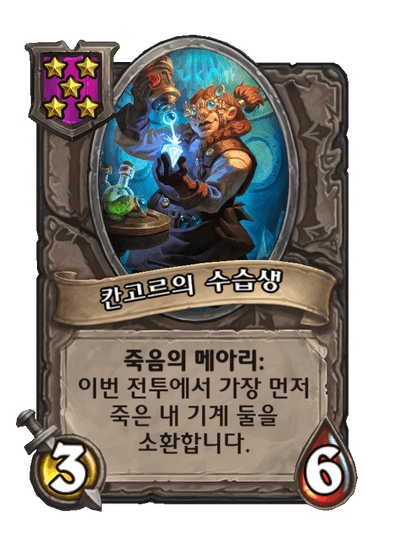 칸고르의 수습생
죽음의 메아리:
이번 전투에서 가장 먼저
죽은 내 기계 둘을
소환합니다.
3
6